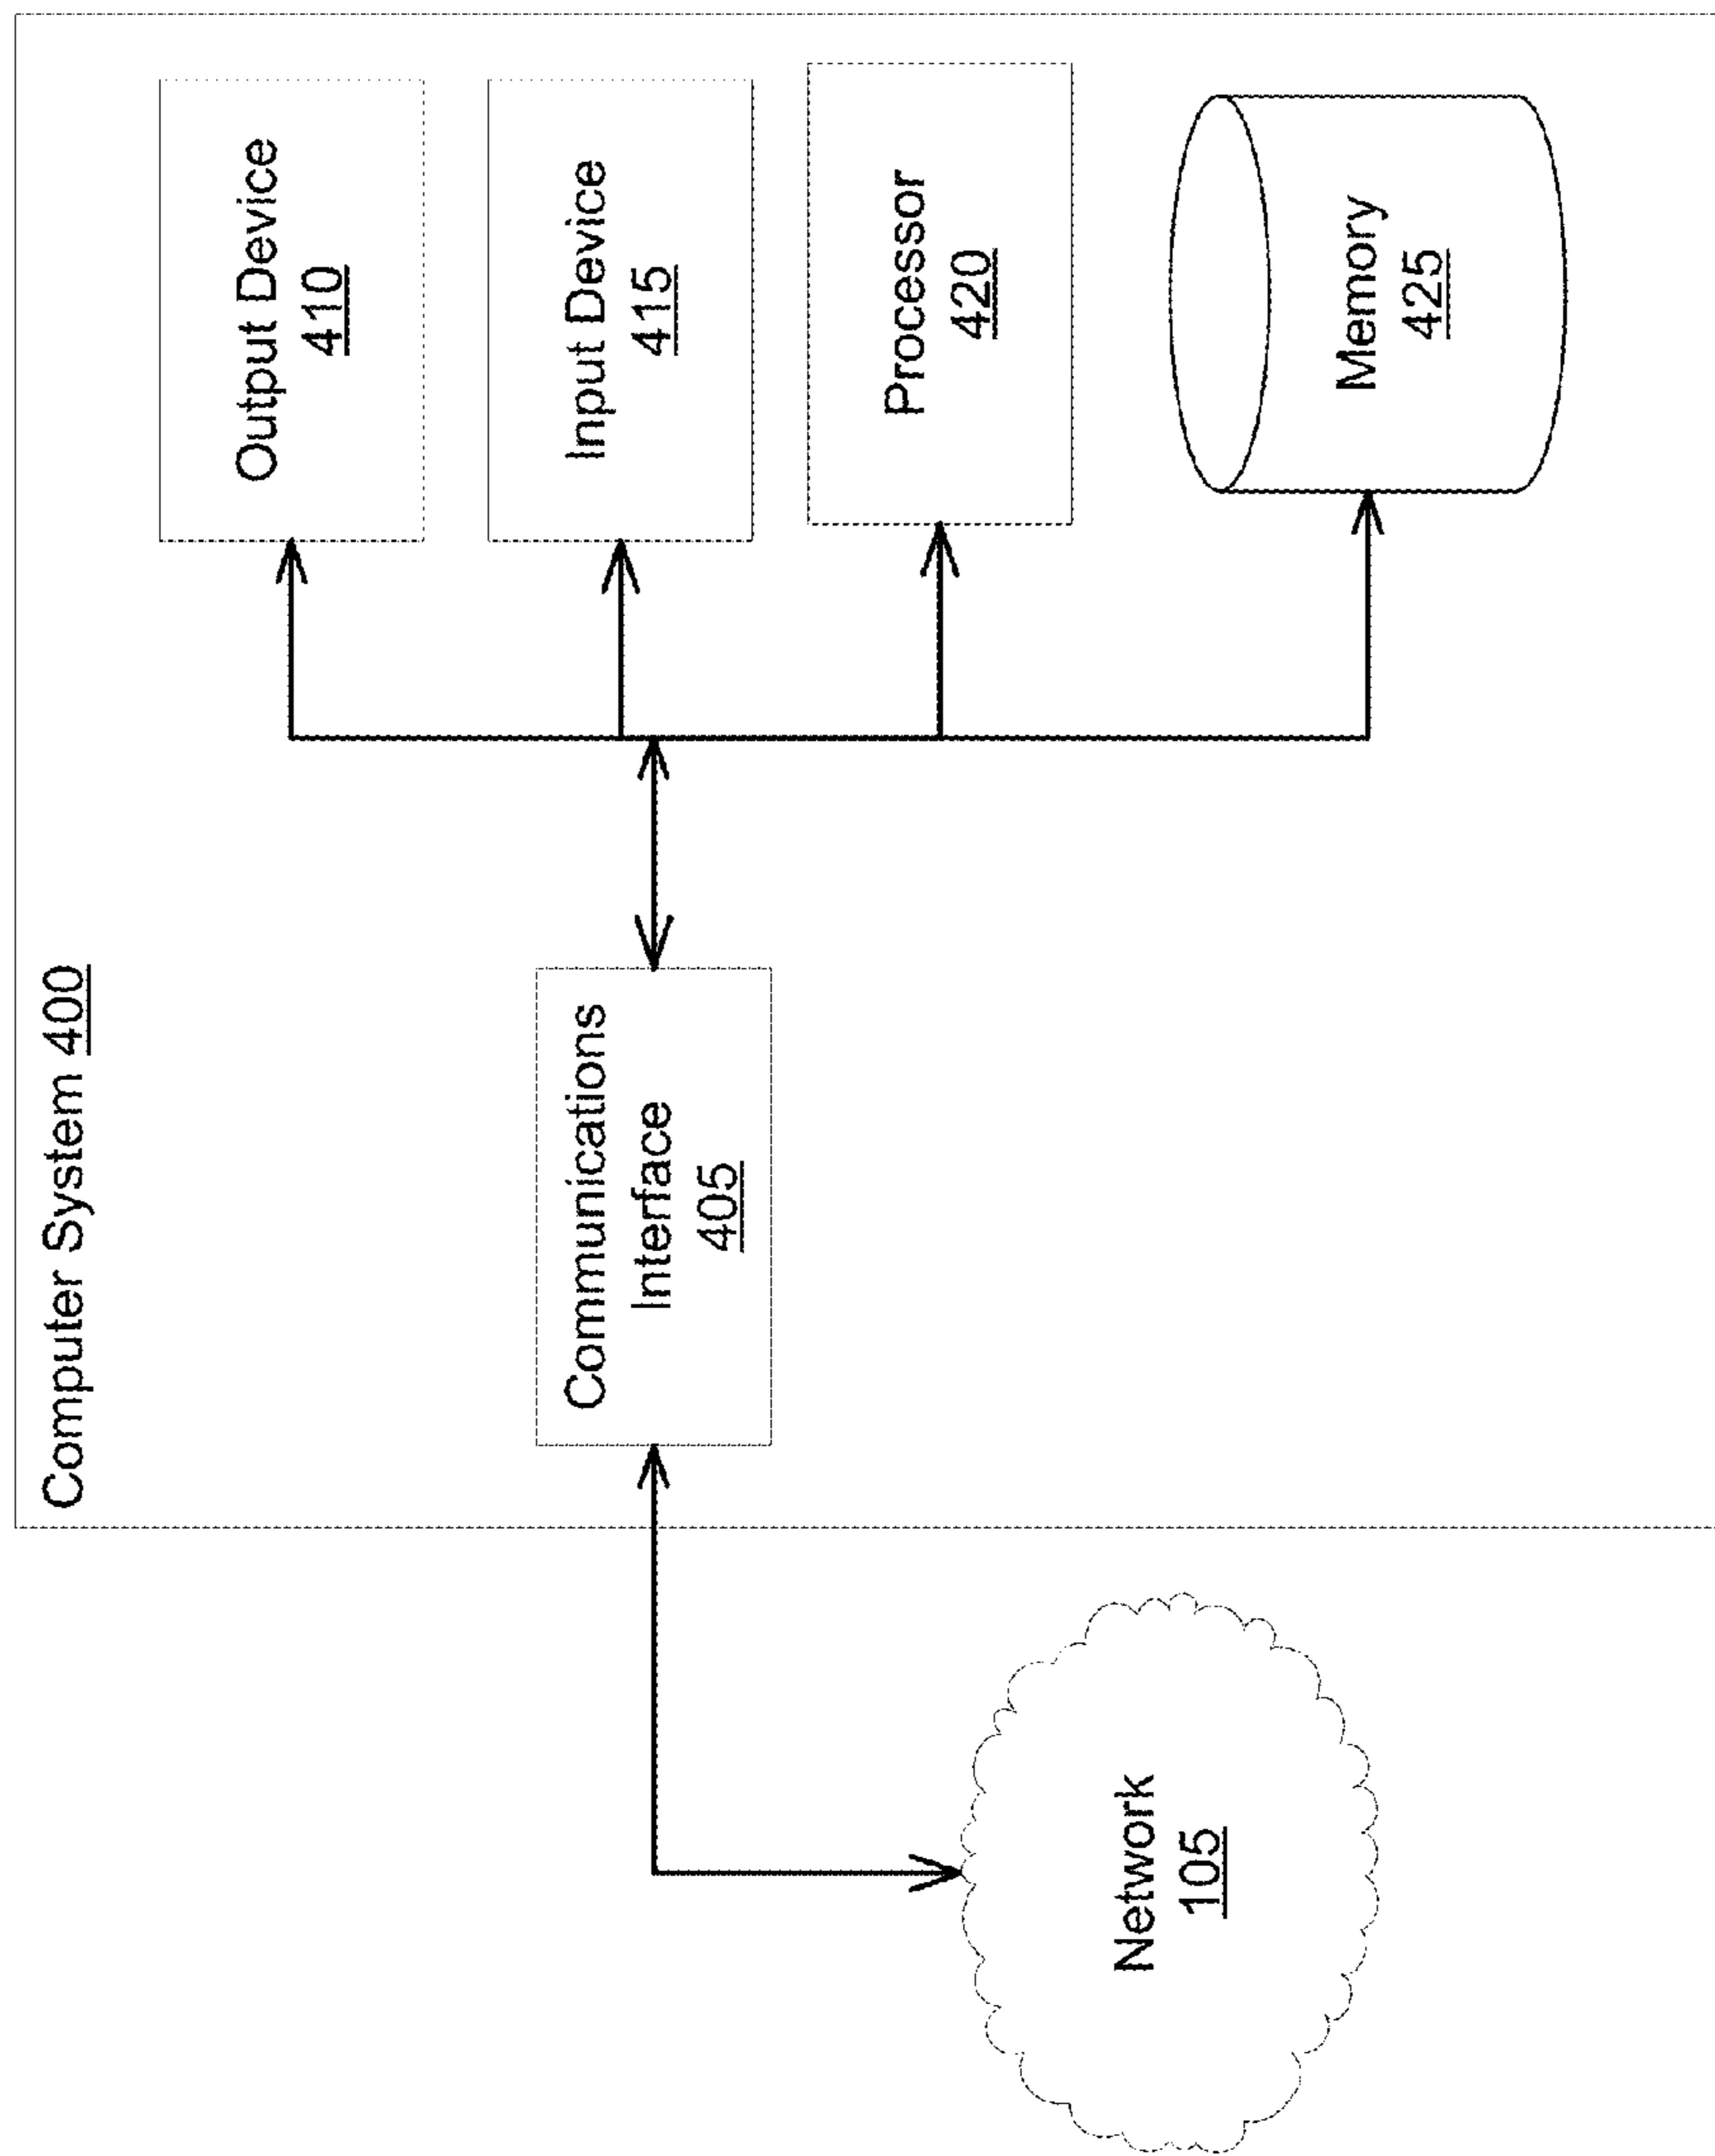 Computer System 400
Output Device
410
Input Device
415
Communications
Interface
405
Processor
420
Memory
425
Network
105